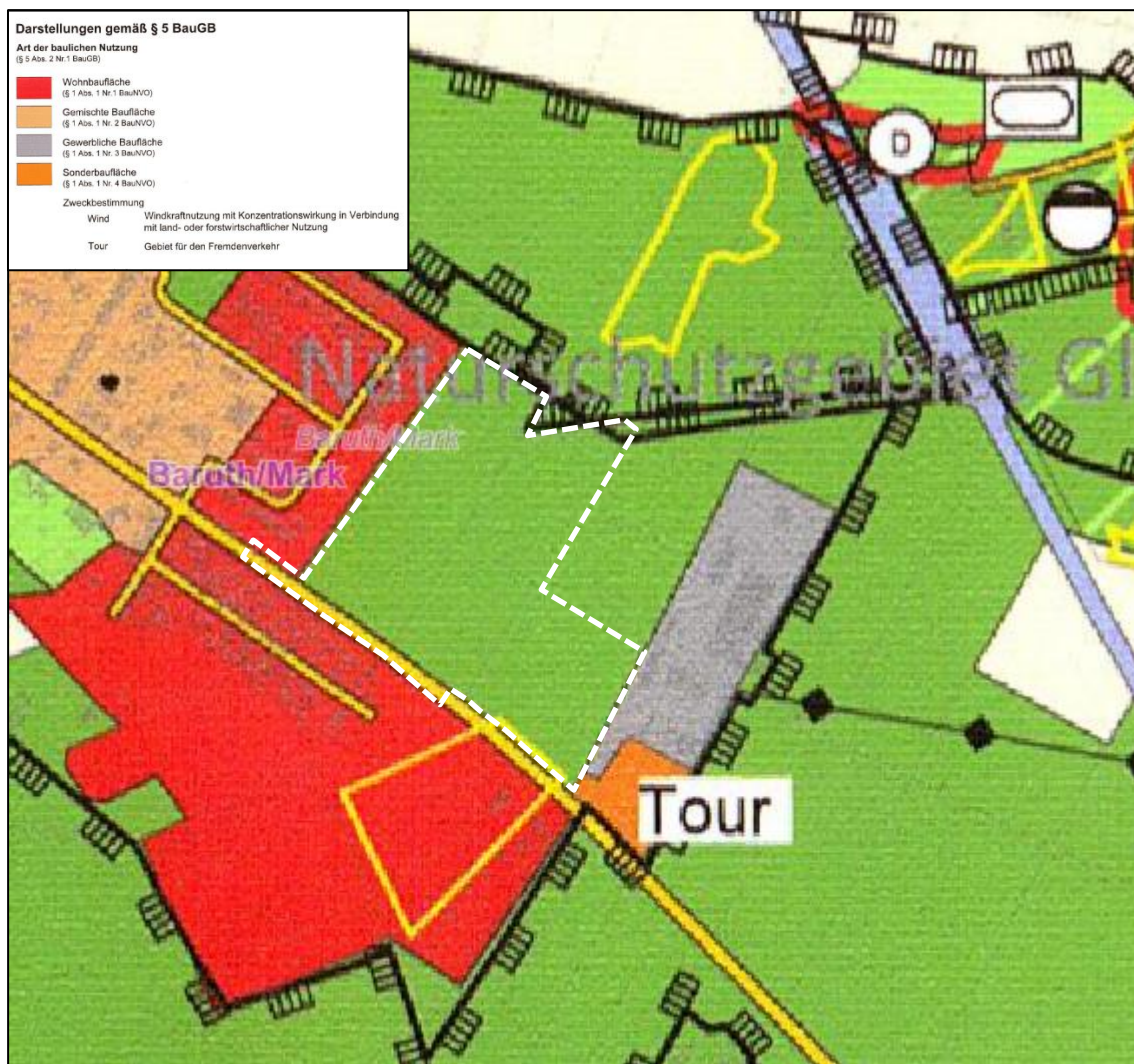 Darstellungen gemäß § 5 BauGB
Art der baulichen Nutzung
(§ 5 Abs. 2 Nr.1 BauGB)
Wohnbaufläche
(§ 1 Abs. 1 Nr.1 BauNVO)
Gemischte Baufläche
(§ 1 Abs. 1 Nr. 2 BauNVO)
Gewerbliche Baufläche
(§ 1 Abs. 1 Nr. 3 BauNVO)
Sonderbaufläche
(§ 1 Abs. 1 Nr. 4 BauNVO)
Zweckbestimmung
Wind Windkraftnutzung mit Konzentrationswirkung in Verbindung
mit land- oder forstwirtschaftlicher Nutzung
Tour Gebiet für den Fremdenverkehr
D
Naturschutzgebiet Gl
Baruth/Mark
Baruth/Mark
Tour